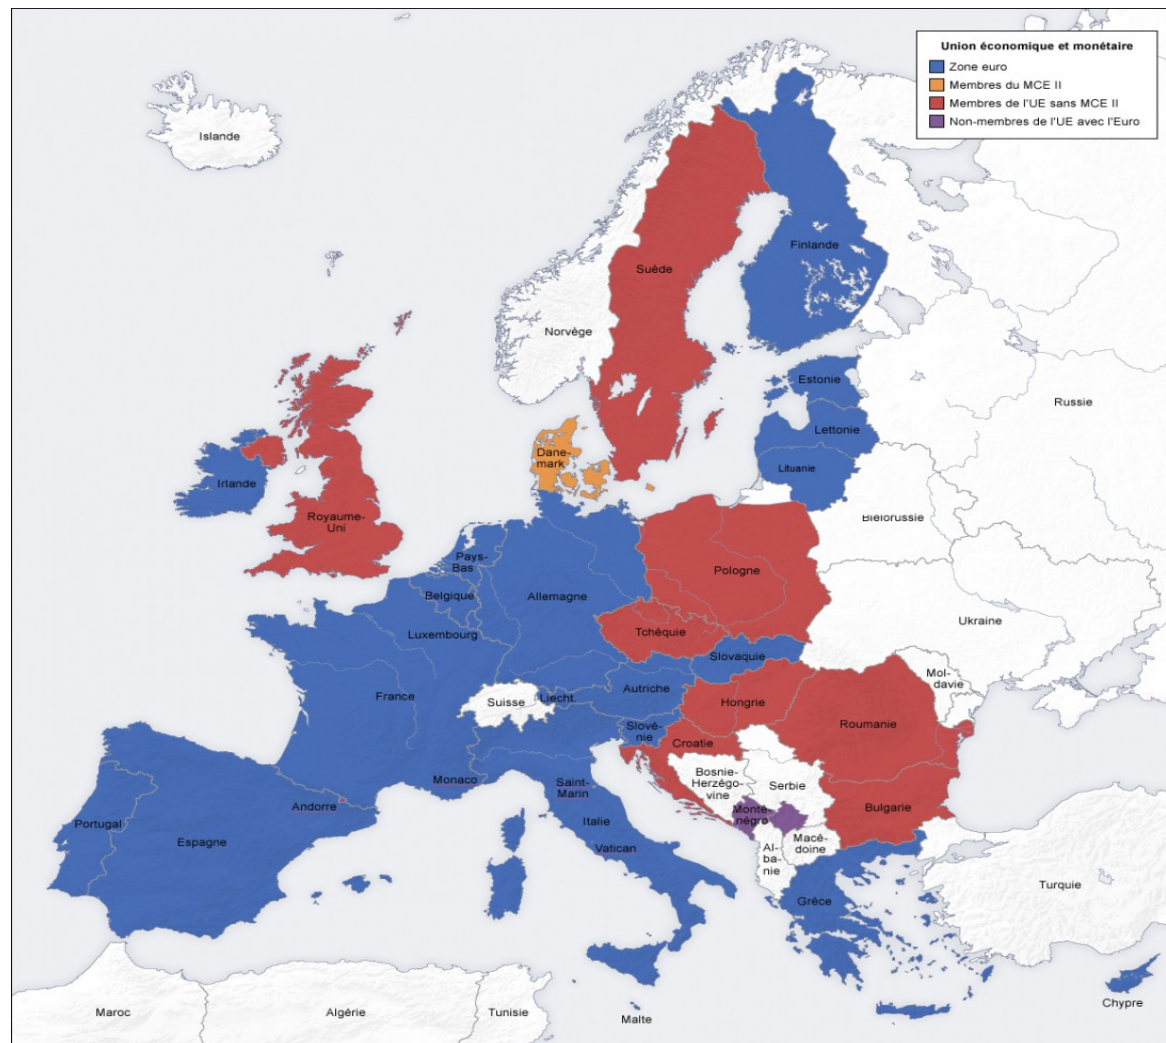 Union économique et monétaire
Zone euro
Membres du MCE II
Membres de l'UE sans MCE II
Non-membres de l'UE avec l'Euro
Islande
Finlande
Suède
Norvège
Estonie
Russie
Lettonie
Dane-
mark
Lituanie
Irlande
Royaume-
Uni
Biélorussie
Pays-
Bas
Pologne
Belgique
Allemagne
Ukraine
Tchéquie
Luxembourg
Slovaquie
Mol-
davie
Autriche
France
Liecht.
Suisse
Hongrie
Roumanie
Slové-
nie
Croatie
Bosnie-
Herzégo-
vine
Serbie
Monaco
Saint-
Marin
Andorre
Monté-
négro
Bulgarie
Portugal
Italie
Espagne
Macé-
doine
Vatican
Al-
ba-
nie
Turquie
Grèce
Chypre
Maroc
Algérie
Tunisie
Malte